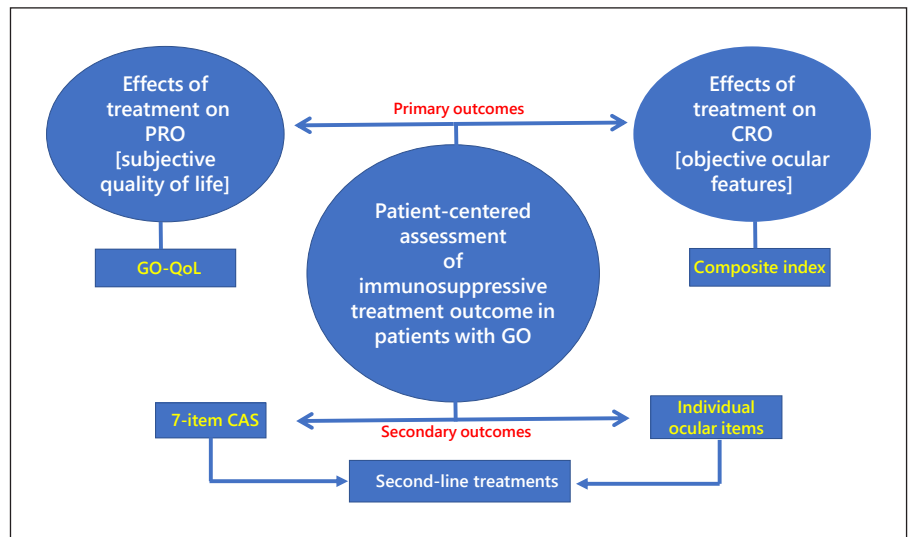 Effects of
treatment on
PRO
[subjective
quality of life]
Primary outcomes
Effects of
treatment on
CRO
[objective ocular
features]
GO-QoL
Patient-centered
assessment
of
immunosuppressive
treatment outcome in
patients with GO
Composite index
7-item CAS
Secondary outcomes
Individual
ocular items
Second-line treatments